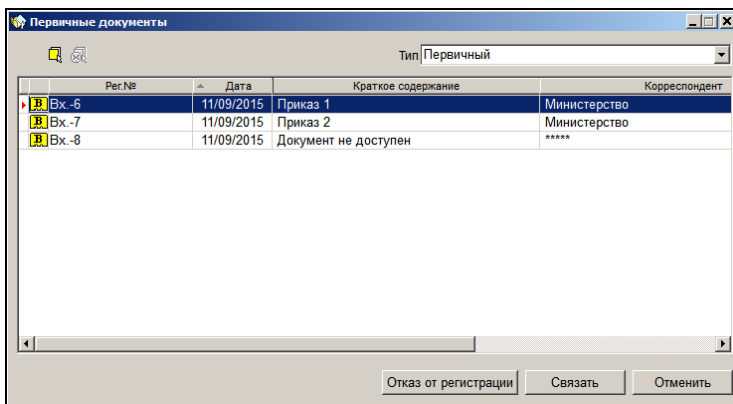 Первичные документы
Тип Первичный
Рег.№ Дата Краткое содержание Корреспондент
В Вх.-6 11/09/2015 Приказ 1 Министерство
В Вх.-7 11/09/2015 Приказ 2 Министерство
В Вх.-8 11/09/2015 Документ не доступен *****
Отказ от регистрации Связать Отменить